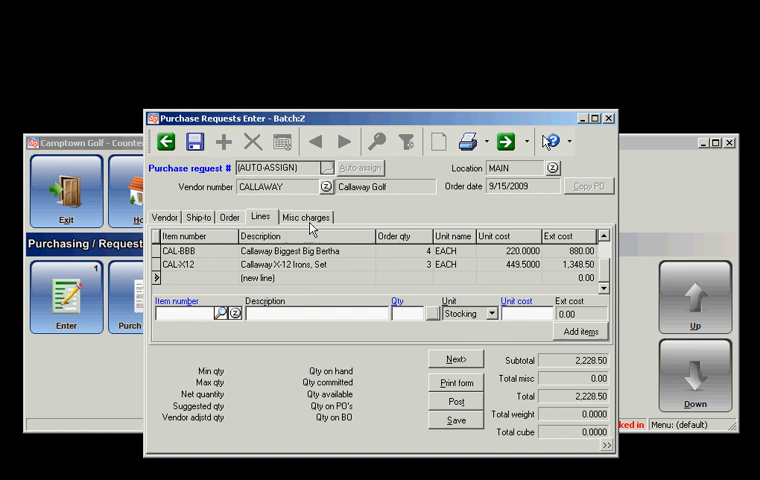 Purchase Requests Enter - Batch:Z
Camptown Golf - Counte
Purchase request # (AUTO-ASSIGN) Auto-assign Location MAIN
Vendor number CALLAWAY Callaway Golf Order date 9/15/2009 Copy PO
Exit
Vendor Ship-to Order Lines Misc charges
Purchasing / Request
Item number Description Order qty Unit name Unit cost Ext cost
CAL-BBB Callaway Biggest Big Bertha 4 EACH 220.0000 880.00
CAL-X12 Callaway X-12 Irons, Set 3 EACH 449.5000 1,348.50
(new line) 0.00
1
Item number Description Qty Unit Unit cost Ext cost
Stocking 0.00
Enter Purch Up
Add items
Next> Subtotal 2,228.50
Min qty Qty on hand
Max qty Qty committed Print form Total misc 0.00
Net quantity Qty available Total 2,228.50
Suggested qty Qty on PO's Post
Vendor adjstd qty Qty on BO Save Total weight 0.0000
Down
Total cube 0.0000
ked in Menu: (default)
>>